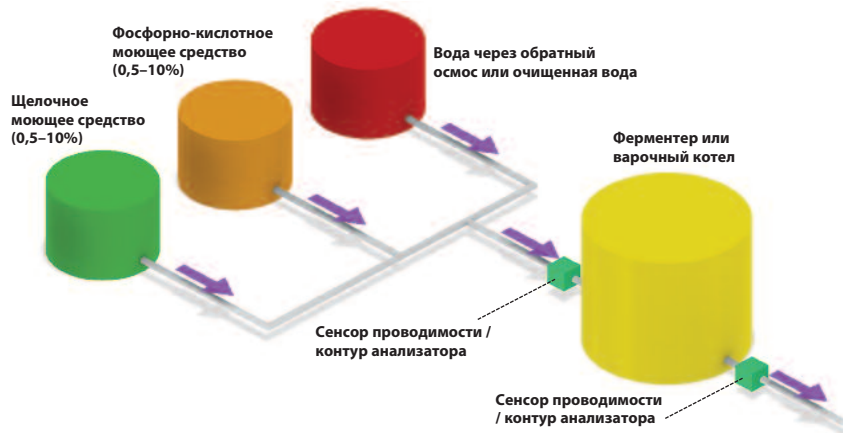 Фосфорно-кислотное
моющее средство
(0,5–10%)
Вода через обратный
осмос или очищенная вода
Щелочное
моющее средство
(0,5–10%)
Ферментер или
варочный котел
Сенсор проводимости /
контур анализатора
Сенсор проводимости
/ контур анализатора